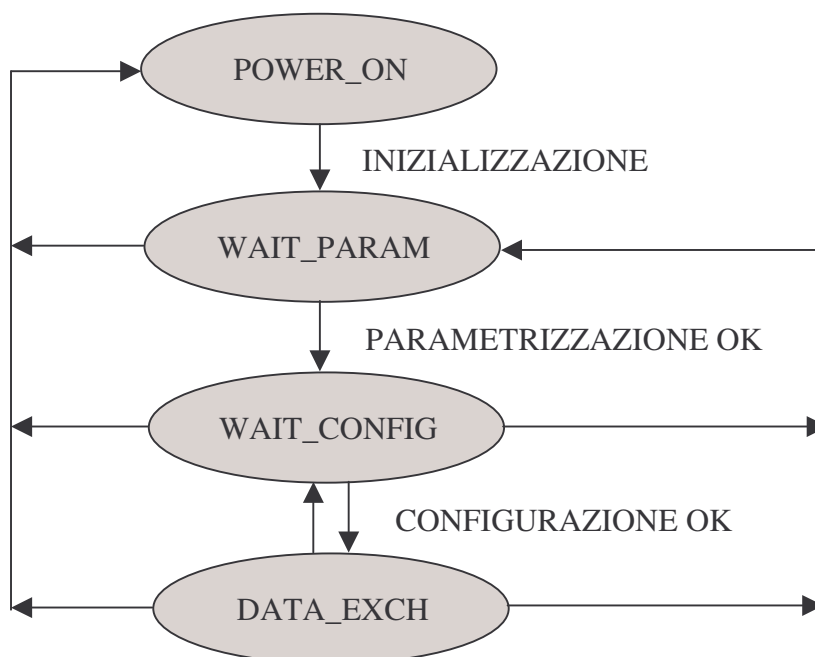 POWER_ON
INIZIALIZZAZIONE
WAIT_PARAM
PARAMETRIZZAZIONE OK
WAIT_CONFIG
CONFIGURAZIONE OK
DATA_EXCH